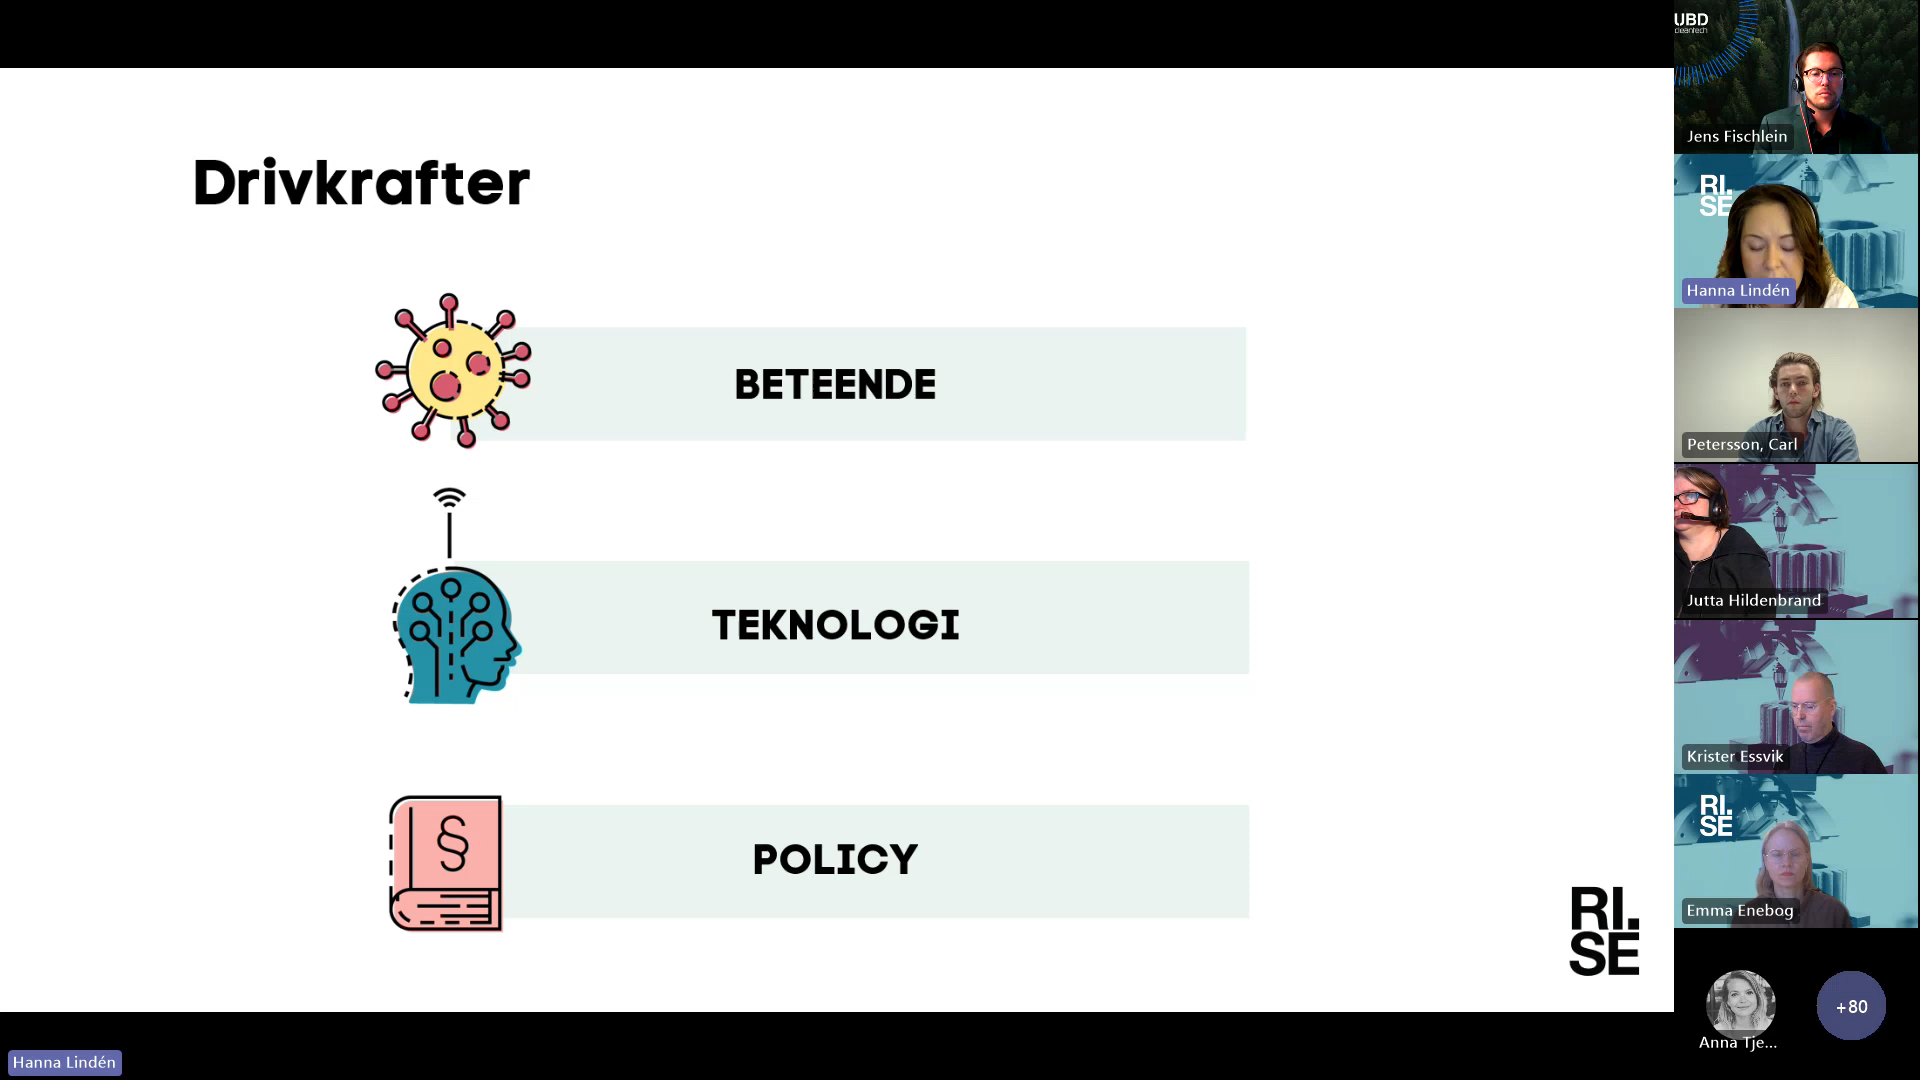 Drivkrafter
BETEENDE
TEKNOLOGI
POLICY
§
RI.
SE
Hanna Lindén
UBD
cleantech
Jens Fischlein
RI.
SE
Hanna Lindén
Petersson, Carl
Jutta Hildenbrand
Krister Essvik
RI.
SE
Emma Enebog
Anna Tje...
+80